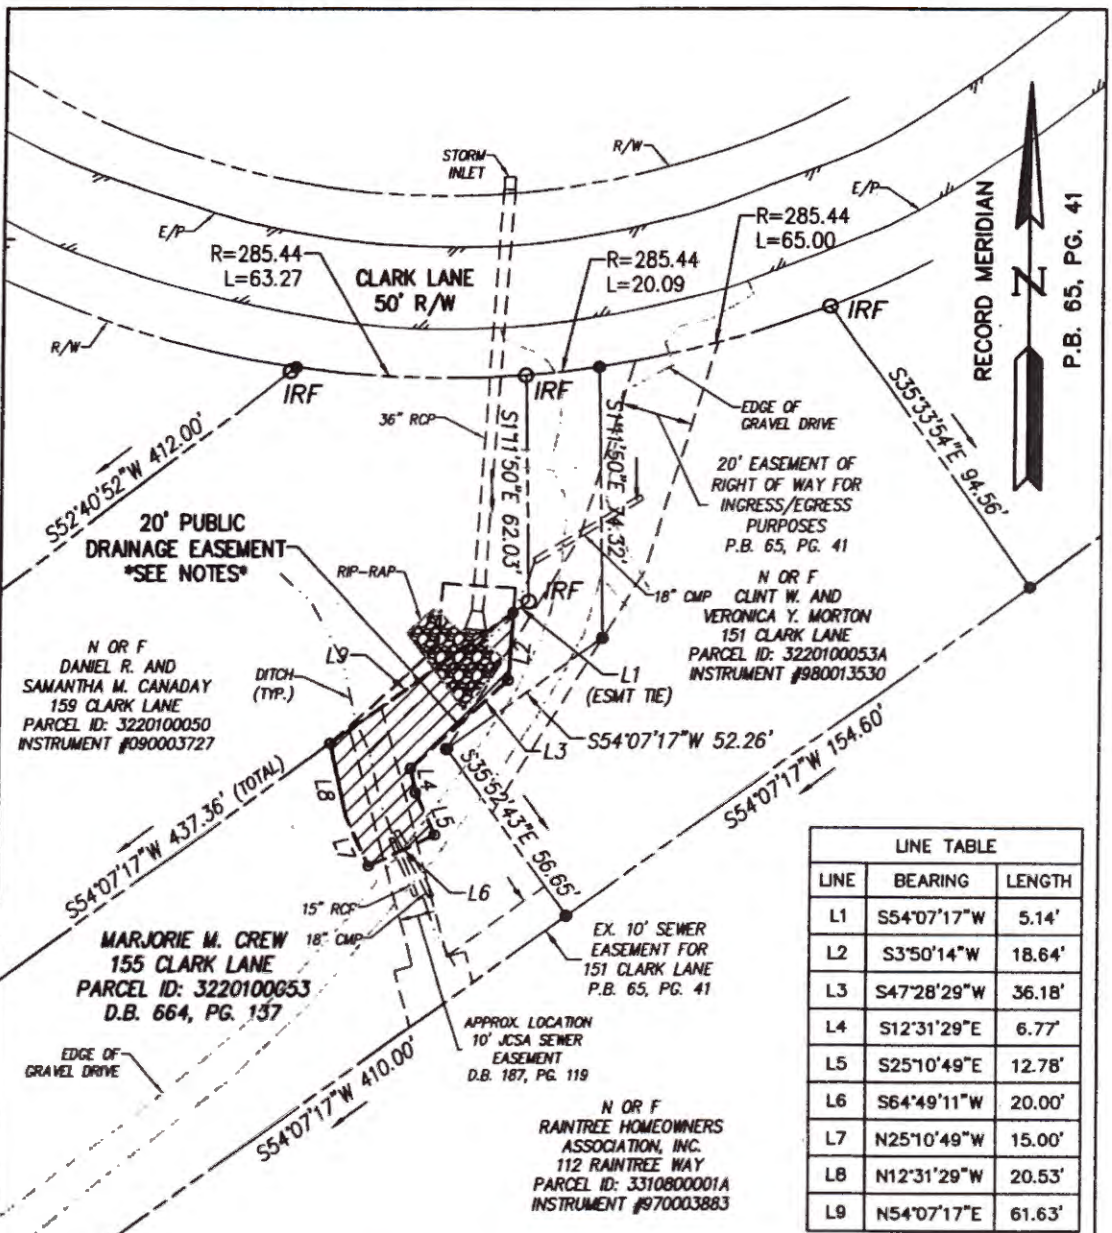 STORM
INLET
R/W
E/P
R=285.44
L=65.00
E/P
R=285.44
L=63.27
CLARK LANE
50' R/W
R=285.44
L=20.09
RECORD MERIDIAN
N
P.B. 65, PG. 41
R/W
IRF
IRF
IRF
36" RCP
S1°11'50"E 62.03'
S1°11'50"E 74.32'
EDGE OF
GRAVEL DRIVE
S35°33'54"E 94.56'
S52°40'52"W 412.00'
20' EASEMENT OF
RIGHT OF WAY FOR
INGRESS/EGRESS
PURPOSES
P.B. 65, PG. 41
20' PUBLIC
DRAINAGE EASEMENT
*SEE NOTES*
RIP-RAP
IRF
18" CMP
N OR F
CLINT W. AND
VERONICA Y. MORTON
151 CLARK LANE
PARCEL ID: 3220100053A
INSTRUMENT #980013530
N OR F
DANIEL R. AND
SAMANTHA M. CANADAY
159 CLARK LANE
PARCEL ID: 3220100050
INSTRUMENT #090003727
DITCH
(TYP.)
L9
L1
(ESMT TIE)
L3
S54°07'17"W 52.26'
S54°07'17"W 437.36' (TOTAL)
L8
L4
L5
L7
L6
S35°52'43"E 56.65'
S54°07'17"W 154.60'
15" RCP
18" CMP
MARJORIE M. CREW
155 CLARK LANE
PARCEL ID: 3220100053
D.B. 664, PG. 137
EX. 10' SEWER
EASEMENT FOR
151 CLARK LANE
P.B. 65, PG. 41
EDGE OF
GRAVEL DRIVE
APPROX. LOCATION
10' JCSA SEWER
EASEMENT
D.B. 187, PG. 119
S54°07'17"W 410.00'
N OR F
RAINTREE HOMEOWNERS
ASSOCIATION, INC.
112 RAINTREE WAY
PARCEL ID: 3310800001A
INSTRUMENT #970003883
LINE TABLE
LINE BEARING LENGTH
L1 S54°07'17"W 5.14'
L2 S3°50'14"W 18.64'
L3 S47°28'29"W 36.18'
L4 S12°31'29"E 6.77'
L5 S25°10'49"E 12.78'
L6 S64°49'11"W 20.00'
L7 N25°10'49"W 15.00'
L8 N12°31'29"W 20.53'
L9 N54°07'17"E 61.63'